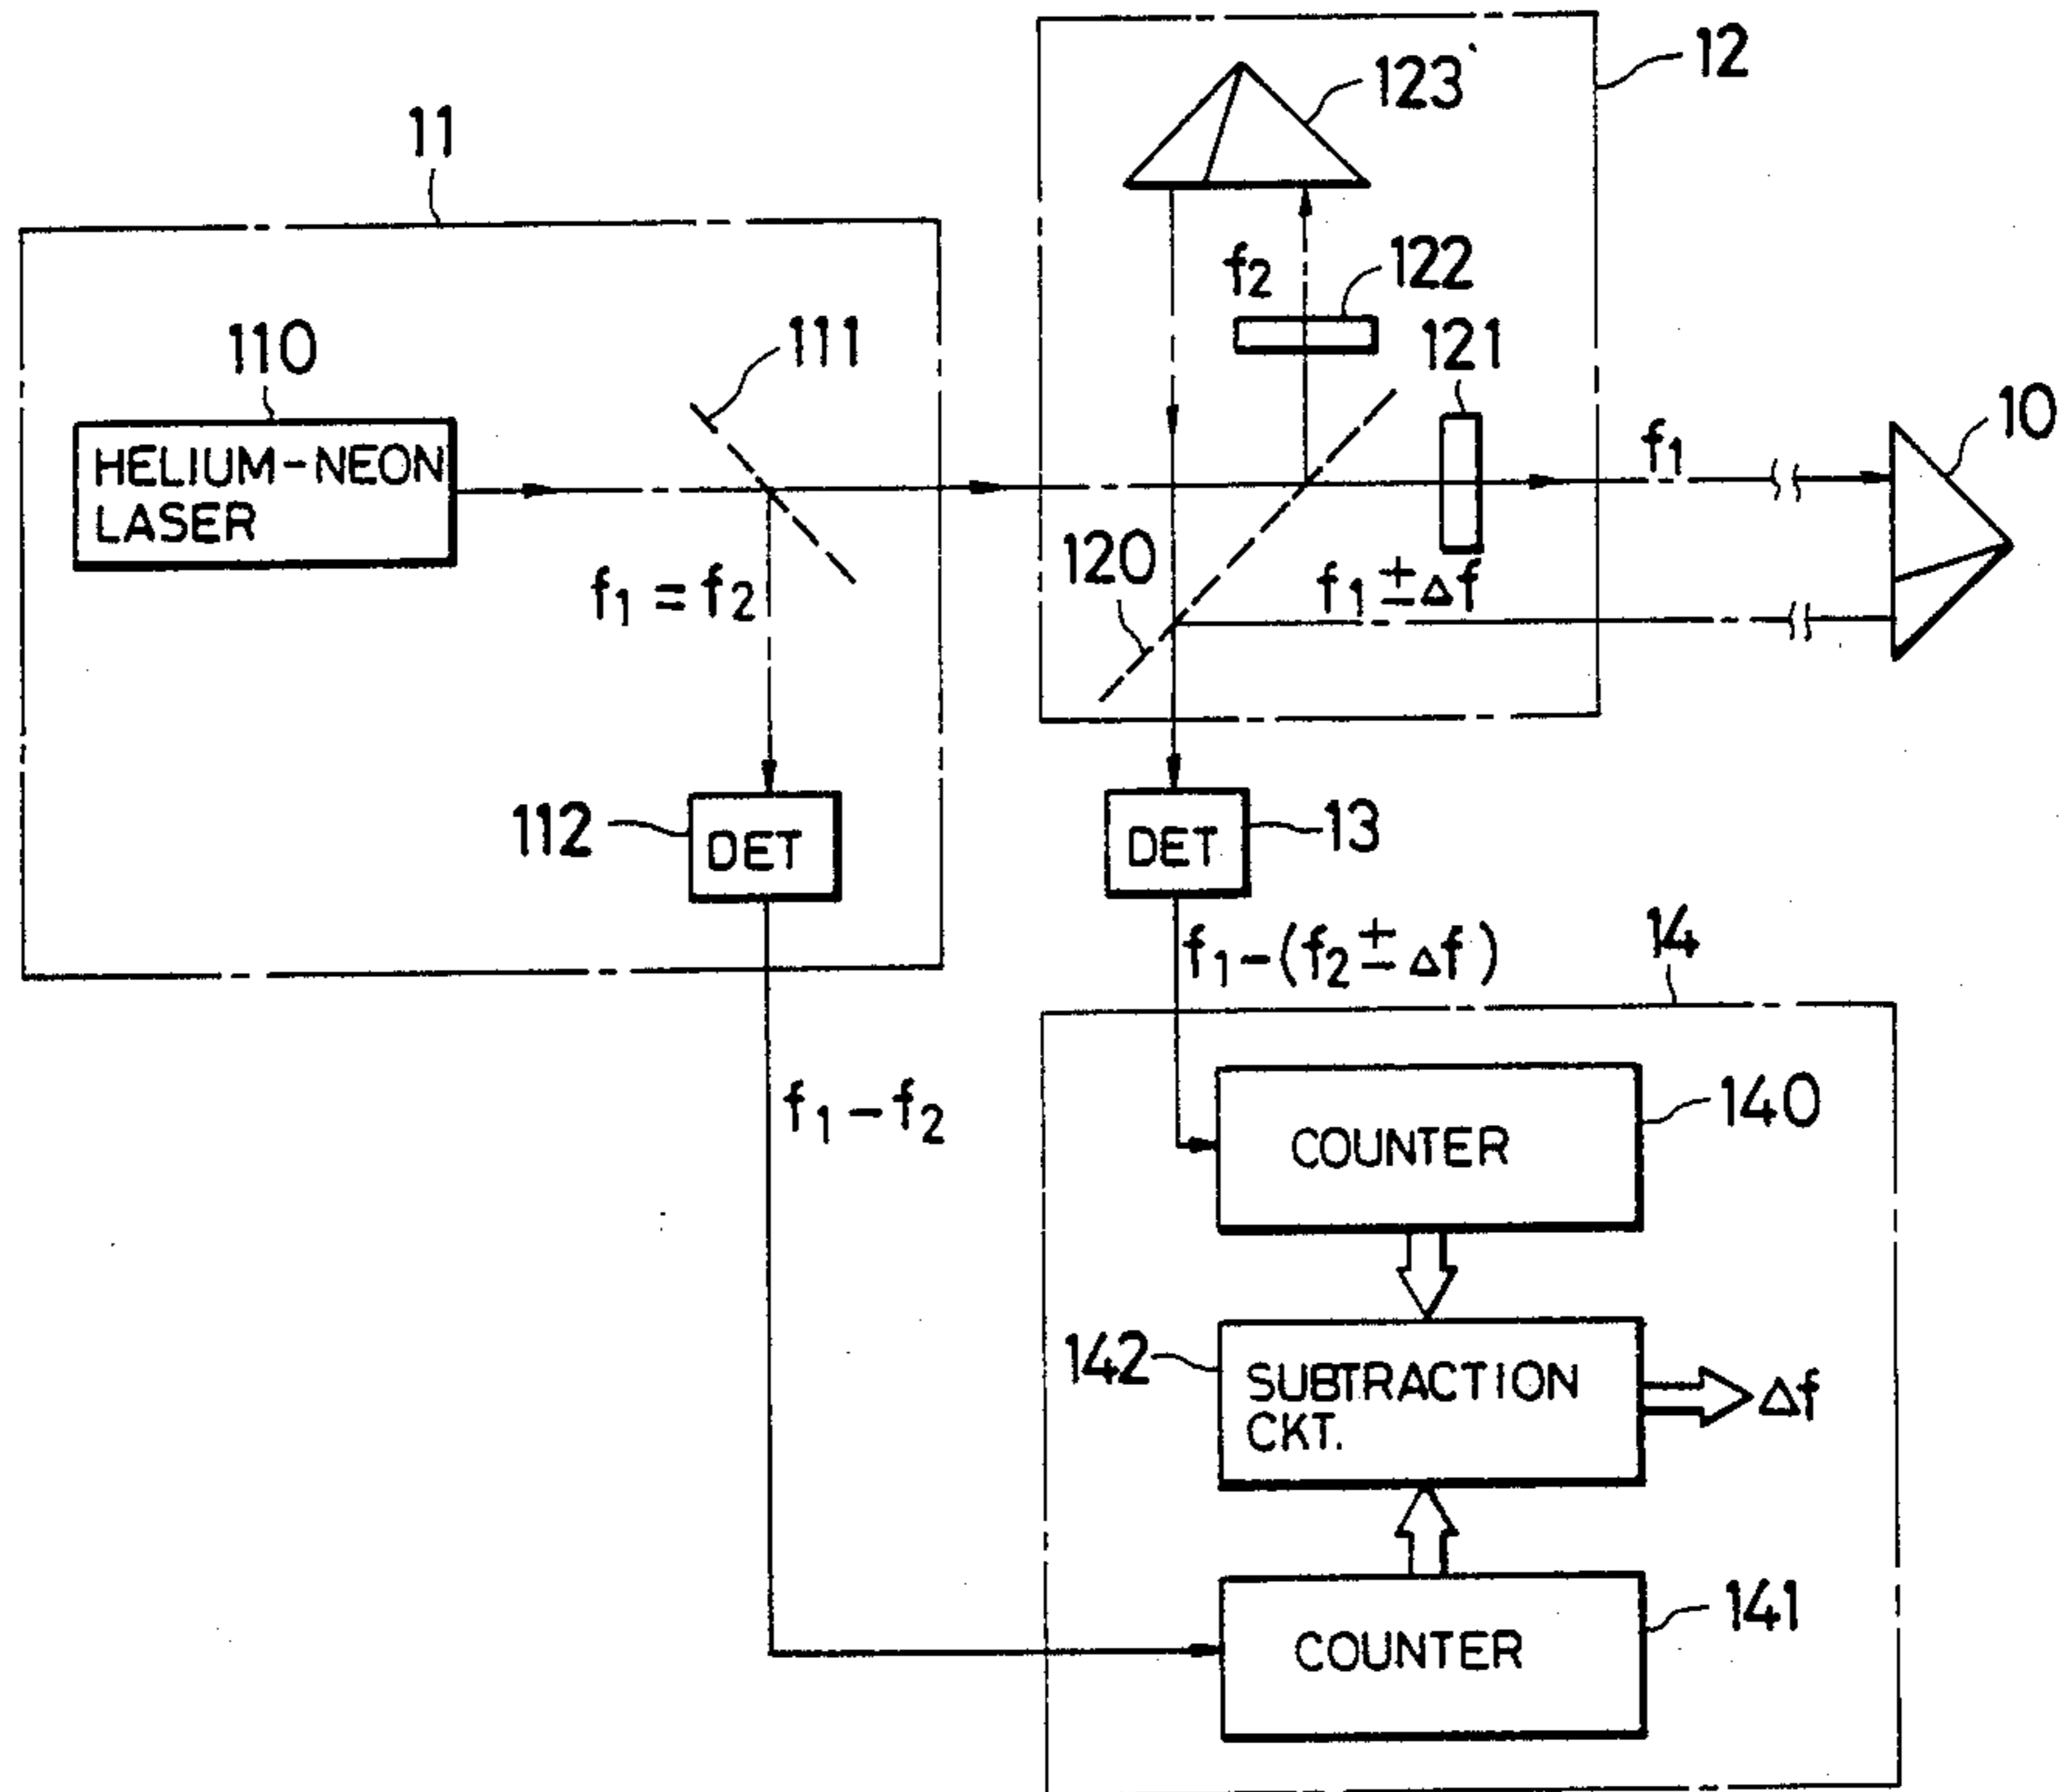 12
123
11
f2
122
110
111
121
10
HELIUM-NEON
LASER
f1
120
f1 = f2
f1 ± Δf
112
DET
DET
13
f1-(f2 ± Δf)
14
f1-f2
140
COUNTER
142
SUBTRACTION
CKT.
Δf
141
COUNTER